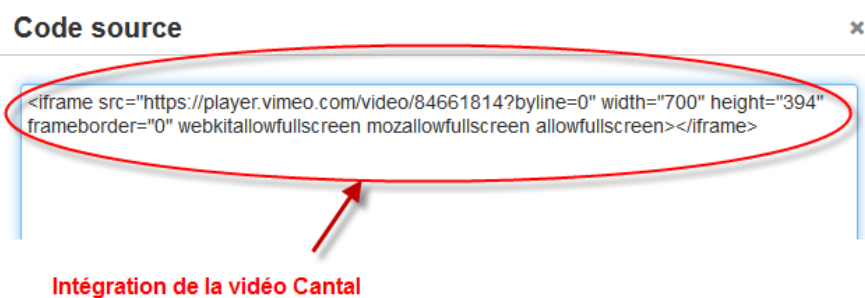 Code source
×
<iframe src="https://player.vimeo.com/video/84661814?byline=0" width="700" height="394"
frameborder="0" webkitallowfullscreen mozallowfullscreen allowfullscreen></iframe>
Intégration de la vidéo Cantal